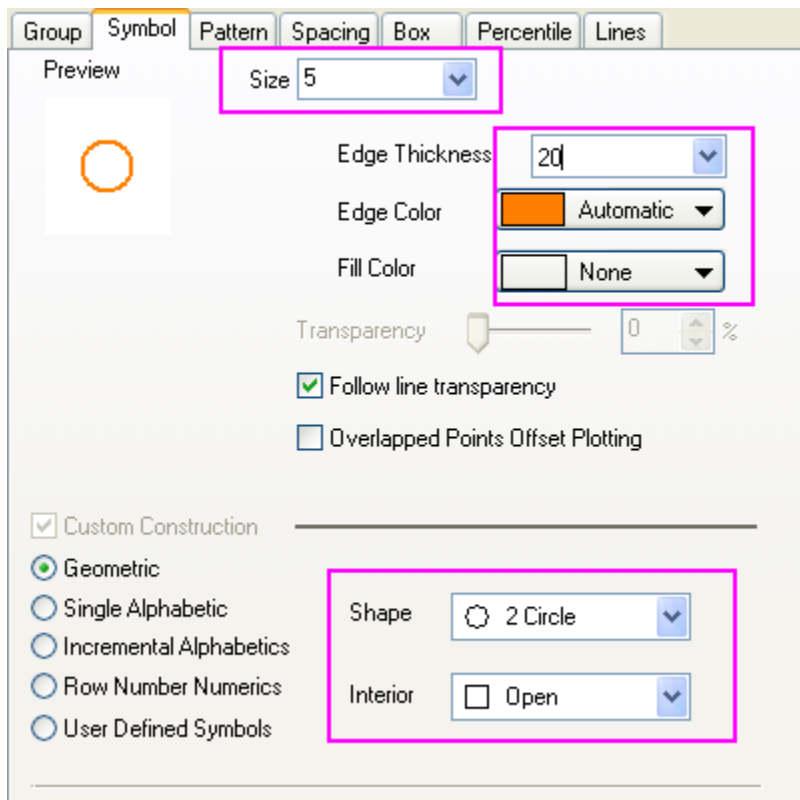 Group Symbol Pattern Spacing Box Percentile Lines
Preview
Size 5
Edge Thickness 20
Edge Color Automatic
Fill Color None
Transparency 0 %
Follow line transparency
Overlapped Points Offset Plotting
Custom Construction
Geometric
Single Alphabetic
Incremental Alphabetics
Row Number Numerics
User Defined Symbols
Shape 2 Circle
Interior Open